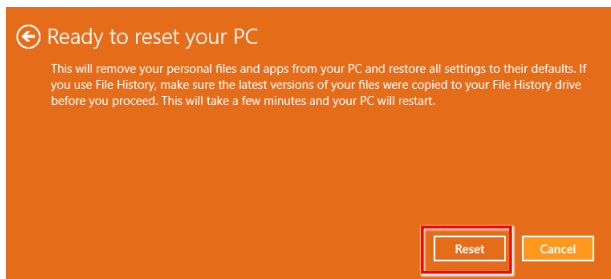 Ready to reset your PC
This will remove your personal files and apps from your PC and restore all settings to their defaults. If
you use File History, make sure the latest versions of your files were copied to your File History drive
before you proceed. This will take a few minutes and your PC will restart.
Reset Cancel